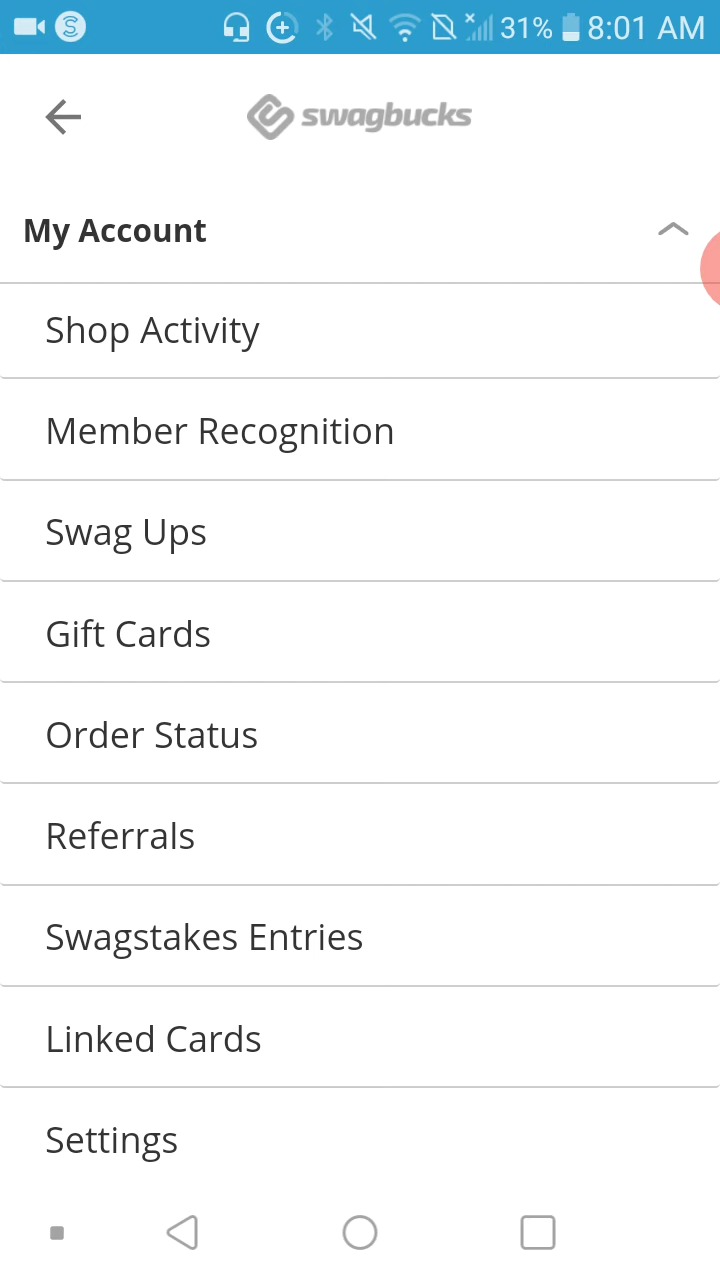 31% 8:01 AM
swagbucks
My Account
Shop Activity
Member Recognition
Swag Ups
Gift Cards
Order Status
Referrals
Swagstakes Entries
Linked Cards
Settings